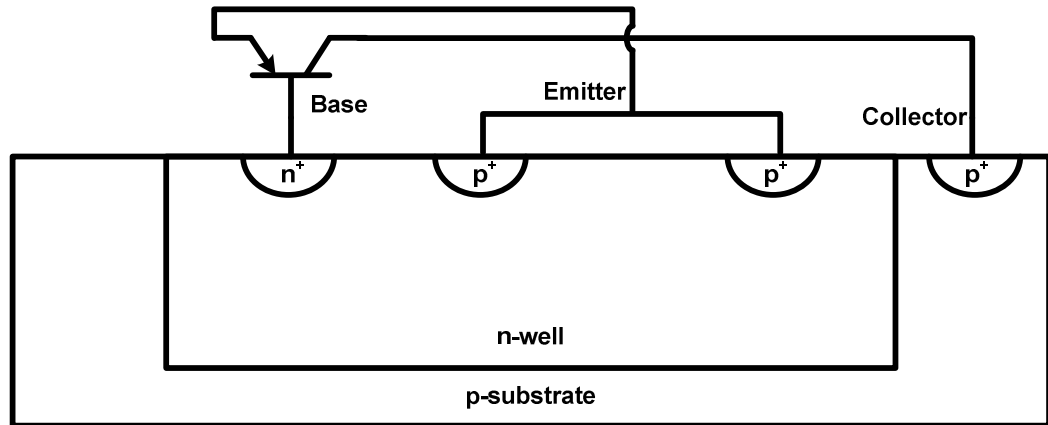 Emitter
Base
Collector
n+ p+ p+ p+
n-well
p-substrate